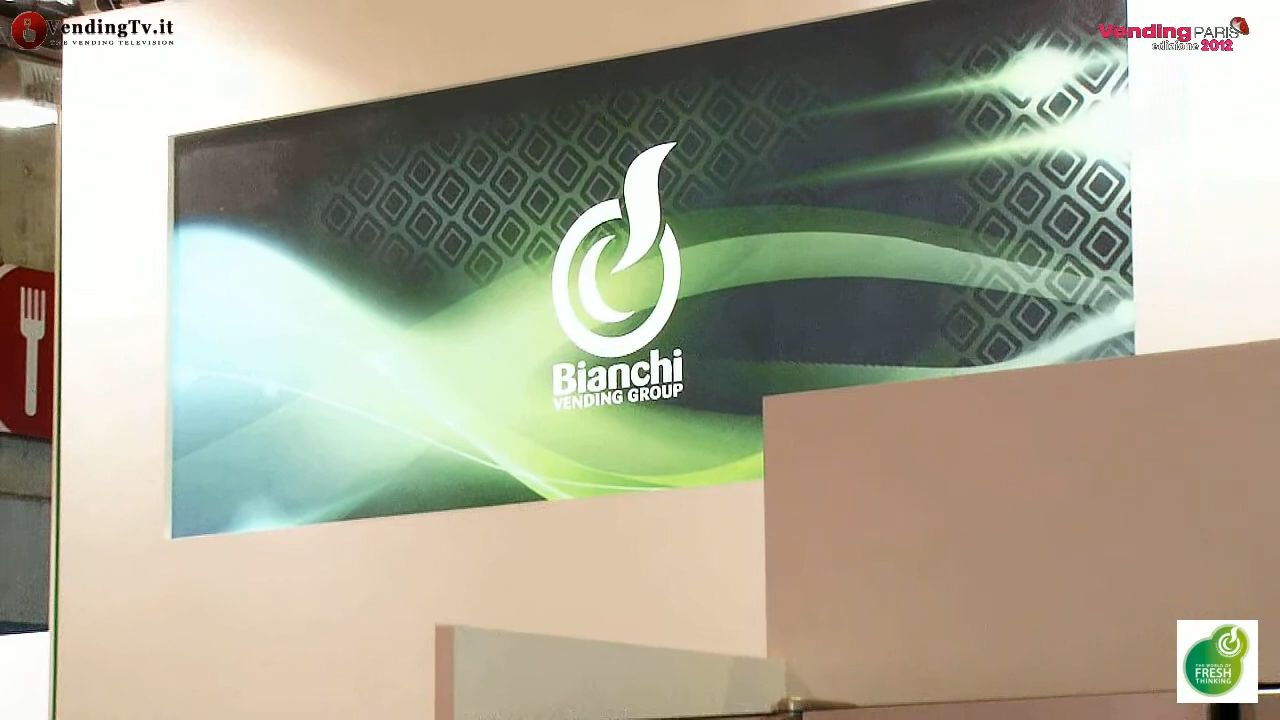 VendingTv.it
THE VENDING TELEVISION
Vending PARIS
edizione 2012
Bianchi
VENDING GROUP
THE WORLD OF
FRESH
THINKING